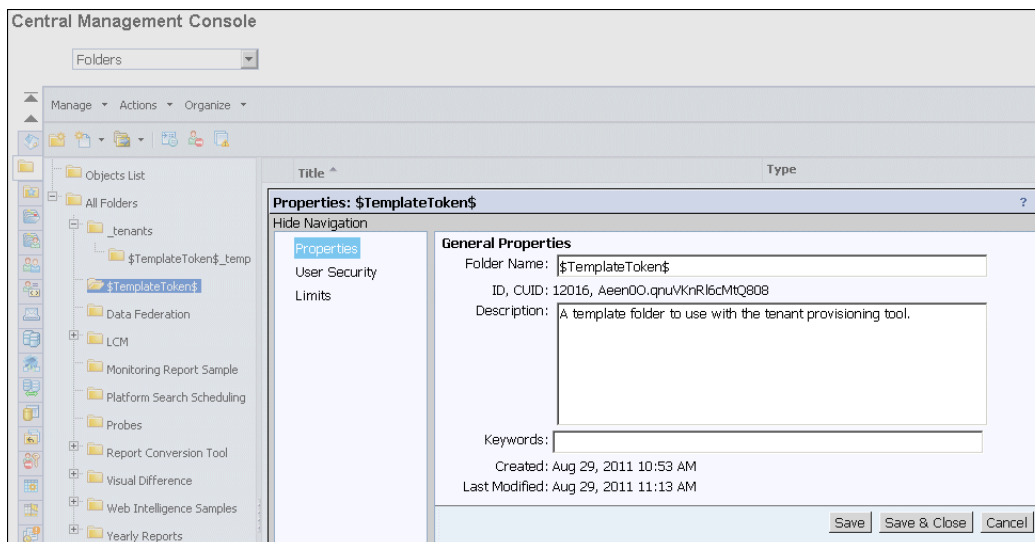 Central Management Console
Folders
Manage Actions Organize
Objects List
All Folders
_tenants
$TemplateToken$_temp
$TemplateToken$
Data Federation
LCM
Monitoring Report Sample
Platform Search Scheduling
Probes
Report Conversion Tool
Visual Difference
Web Intelligence Samples
Yearly Reports
Title Type
Properties: $TemplateToken$ ?
Hide Navigation
Properties
User Security
Limits
General Properties
Folder Name: $TemplateToken$
ID, CUID: 12016, Aeen0O.qnuVKnRl6cMtQ808
Description: A template folder to use with the tenant provisioning tool.
Keywords:
Created: Aug 29, 2011 10:53 AM
Last Modified: Aug 29, 2011 11:13 AM
Save Save & Close Cancel